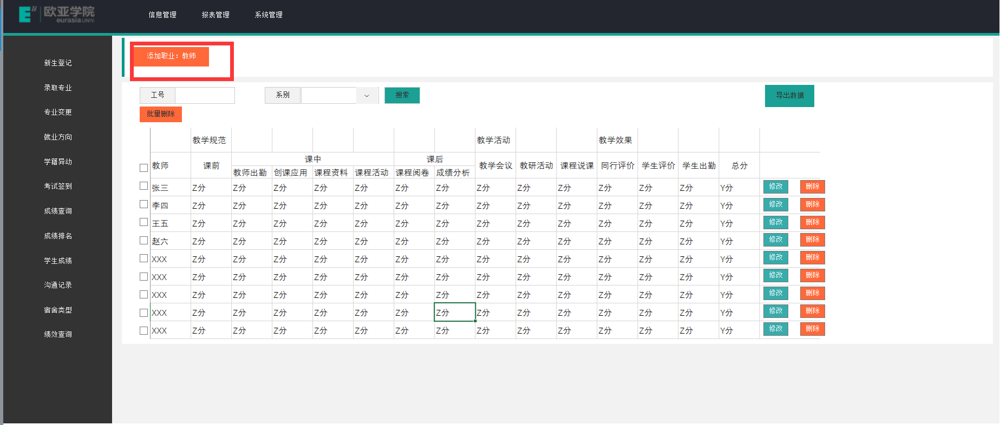 欧亚学院
eurasia UNIV.
信息管理 报表管理 系统管理
新生登记
录取专业
专业变更
就业方向
学籍异动
考试签到
成绩查询
成绩排名
学生成绩
沟通记录
宿舍类型
绩效查询
添加职业：教师
工号 系别 搜索 导出数据
批量删除
教学规范 教学活动 教学效果
课中 课后
教师 课前 教学会议 教研活动 课程说课 同行评价 学生评价 学生出勤 总分
教师出勤 创课应用 课程资料 课程活动 课程阅卷 成绩分析
张三 Z分 Z分 Z分 Z分 Z分 Z分 Z分 Z分 Z分 Z分 Z分 Z分 Z分 Y分 修改 删除
李四 Z分 Z分 Z分 Z分 Z分 Z分 Z分 Z分 Z分 Z分 Z分 Z分 Z分 Y分 修改 删除
王五 Z分 Z分 Z分 Z分 Z分 Z分 Z分 Z分 Z分 Z分 Z分 Z分 Z分 Y分 修改 删除
赵六 Z分 Z分 Z分 Z分 Z分 Z分 Z分 Z分 Z分 Z分 Z分 Z分 Z分 Y分 修改 删除
XXX Z分 Z分 Z分 Z分 Z分 Z分 Z分 Z分 Z分 Z分 Z分 Z分 Z分 Y分 修改 删除
XXX Z分 Z分 Z分 Z分 Z分 Z分 Z分 Z分 Z分 Z分 Z分 Z分 Z分 Y分 修改 删除
XXX Z分 Z分 Z分 Z分 Z分 Z分 Z分 Z分 Z分 Z分 Z分 Z分 Z分 Y分 修改 删除
XXX Z分 Z分 Z分 Z分 Z分 Z分 Z分 Z分 Z分 Z分 Z分 Z分 Z分 Y分 修改 删除
XXX Z分 Z分 Z分 Z分 Z分 Z分 Z分 Z分 Z分 Z分 Z分 Z分 Z分 Y分 修改 删除